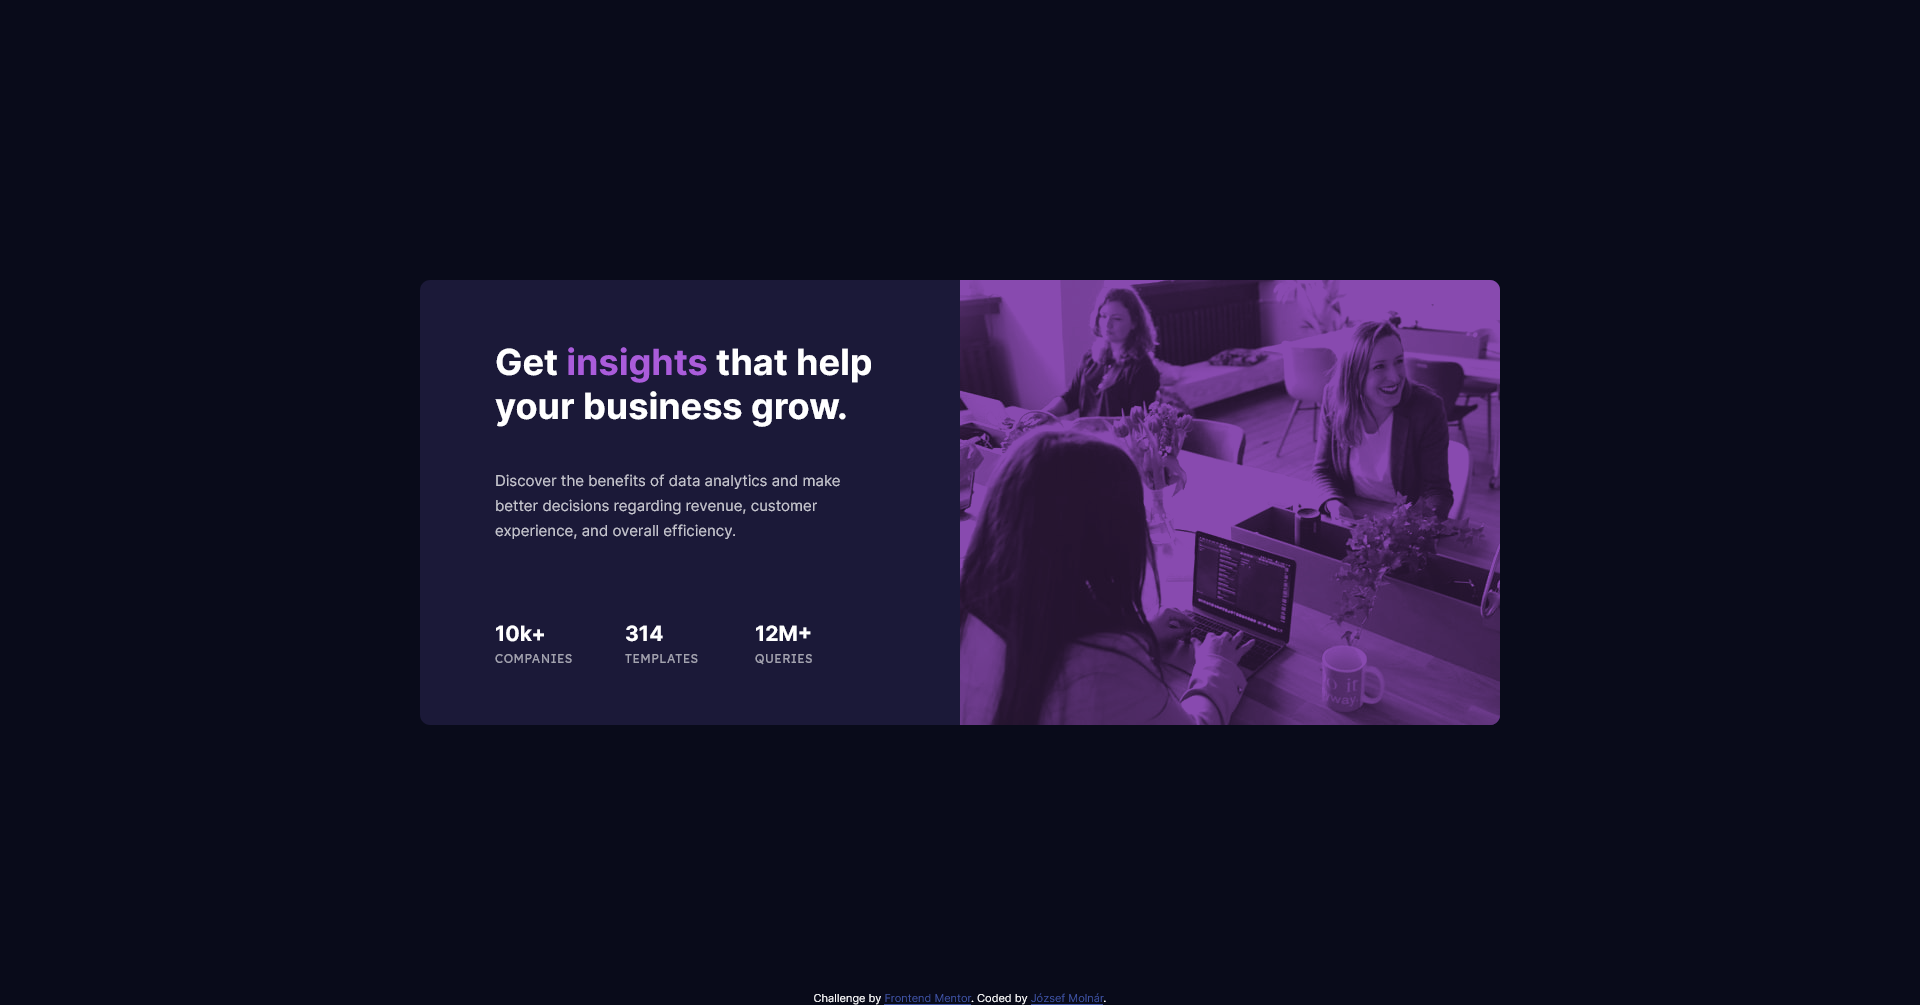 Get insights that help
your business grow.
Discover the benefits of data analytics and make
better decisions regarding revenue, customer
experience, and overall efficiency.
10k+ 314 12M+
COMPANIES TEMPLATES QUERIES
it
way
Challenge by Frontend Mentor. Coded by József Molnár.